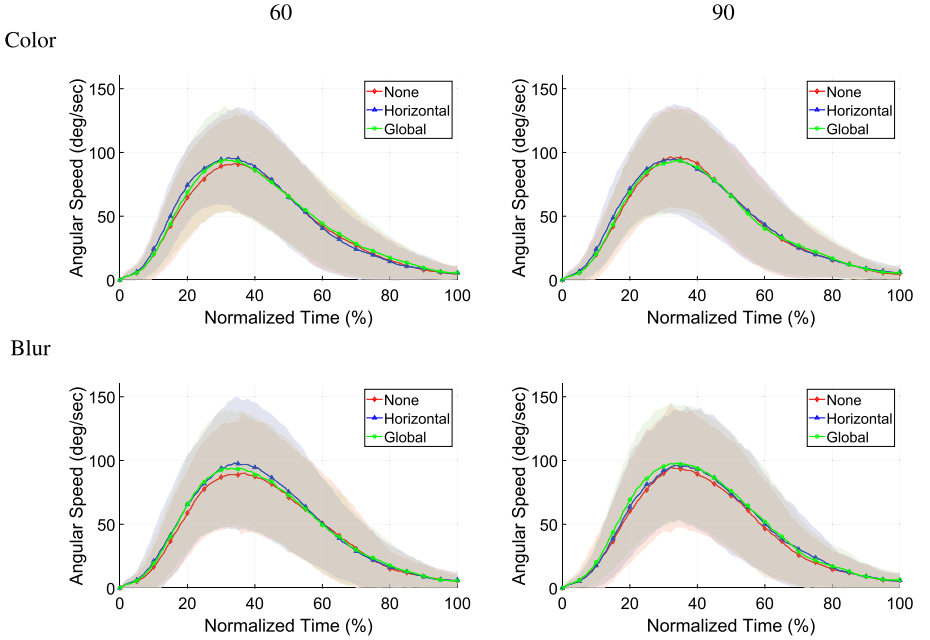 60 90
Color
Angular Speed (deg/sec)
150
100
50
0
0 20 40 60 80 100
Normalized Time (%)
None
Horizontal
Global
Angular Speed (deg/sec)
150
100
50
0
0 20 40 60 80 100
Normalized Time (%)
None
Horizontal
Global
Blur
Angular Speed (deg/sec)
150
100
50
0
0 20 40 60 80 100
Normalized Time (%)
None
Horizontal
Global
Angular Speed (deg/sec)
150
100
50
0
0 20 40 60 80 100
Normalized Time (%)
None
Horizontal
Global